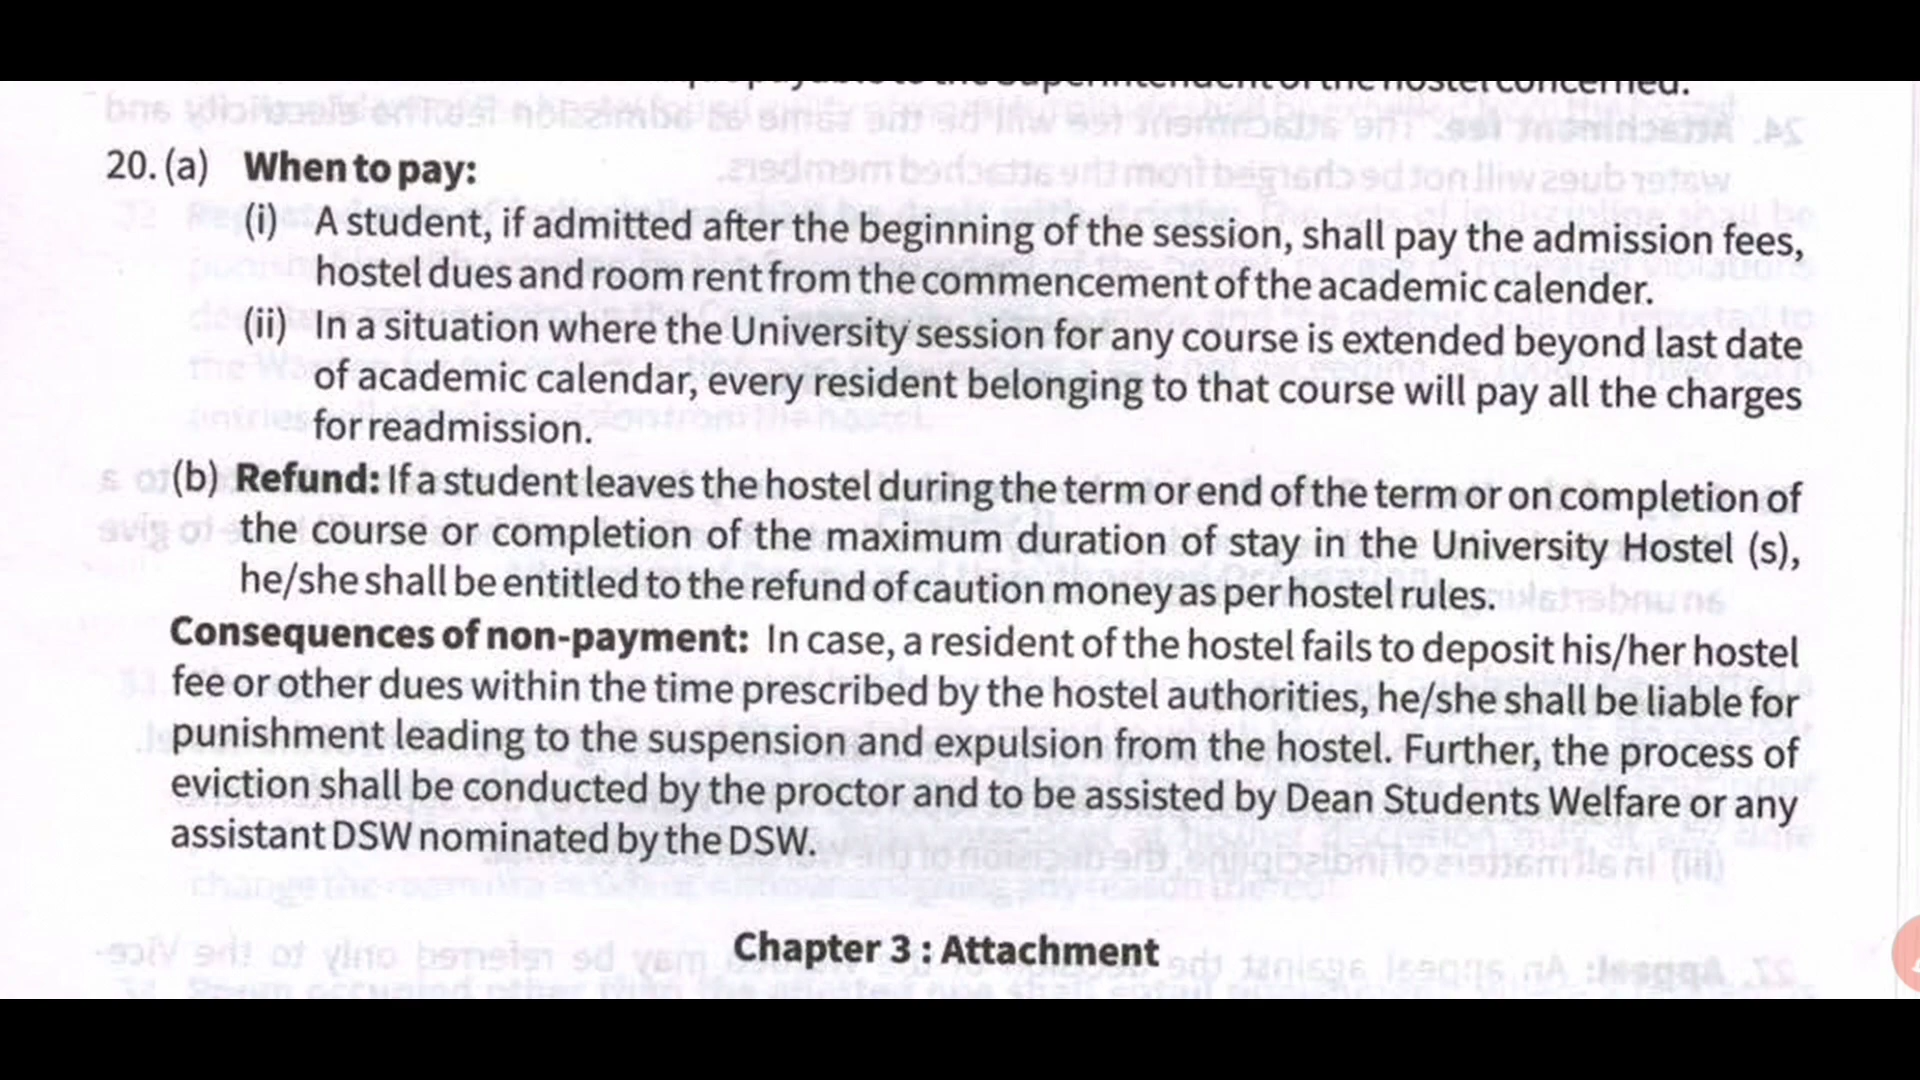 payable to the Superintendent of the hostel concerned.
20. (a) When to pay:
(i) A student, if admitted after the beginning of the session, shall pay the admission fees,
hostel dues and room rent from the commencement of the academic calender.
(ii) In a situation where the University session for any course is extended beyond last date
of academic calendar, every resident belonging to that course will pay all the charges
for readmission.
(b) Refund: If a student leaves the hostel during the term or end of the term or on completion of
the course or completion of the maximum duration of stay in the University Hostel (s),
he/she shall be entitled to the refund of caution money as per hostel rules.
Consequences of non-payment: In case, a resident of the hostel fails to deposit his/her hostel
fee or other dues within the time prescribed by the hostel authorities, he/she shall be liable for
punishment leading to the suspension and expulsion from the hostel. Further, the process of
eviction shall be conducted by the proctor and to be assisted by Dean Students Welfare or any
assistant DSW nominated by the DSW.
Chapter 3 : Attachment